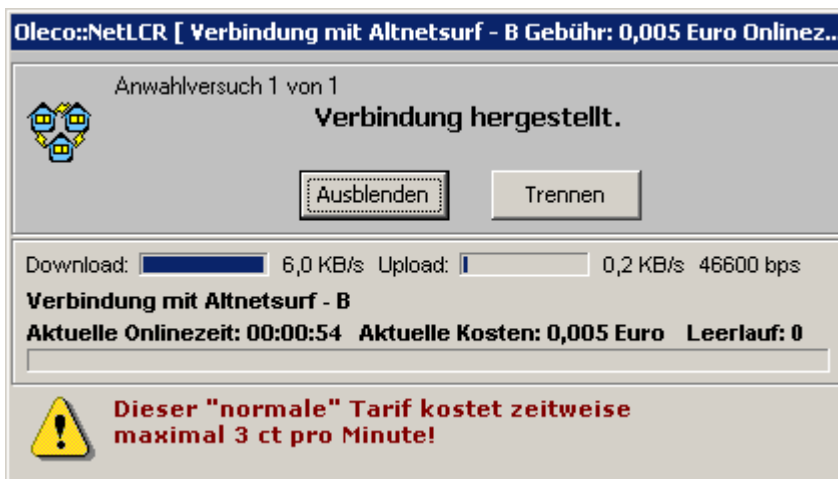 Oleco::NetLCR [ Verbindung mit Altnetsurf - B Gebühr: 0,005 Euro Onlinez...
Anwahlversuch 1 von 1
Verbindung hergestellt.
Ausblenden Trennen
Download: 6,0 KB/s Upload: 0,2 KB/s 46600 bps
Verbindung mit Altnetsurf - B
Aktuelle Onlinezeit: 00:00:54 Aktuelle Kosten: 0,005 Euro Leerlauf: 0
Dieser "normale" Tarif kostet zeitweise
maximal 3 ct pro Minute!